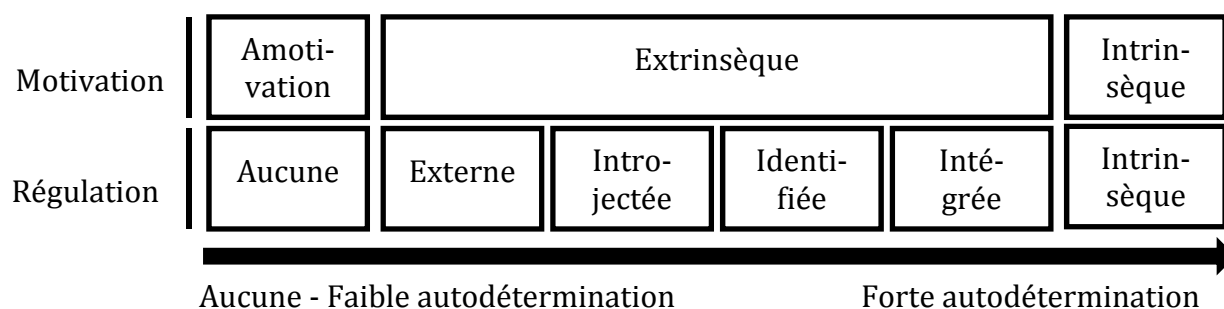 Motivation
Amoti-
vation
Extrinsèque
Intrin-
sèque
Régulation
Aucune
Externe
Intro-
jectée
Identi-
fiée
Inté-
grée
Intrin-
sèque
Aucune - Faible autodétermination
Forte autodétermination